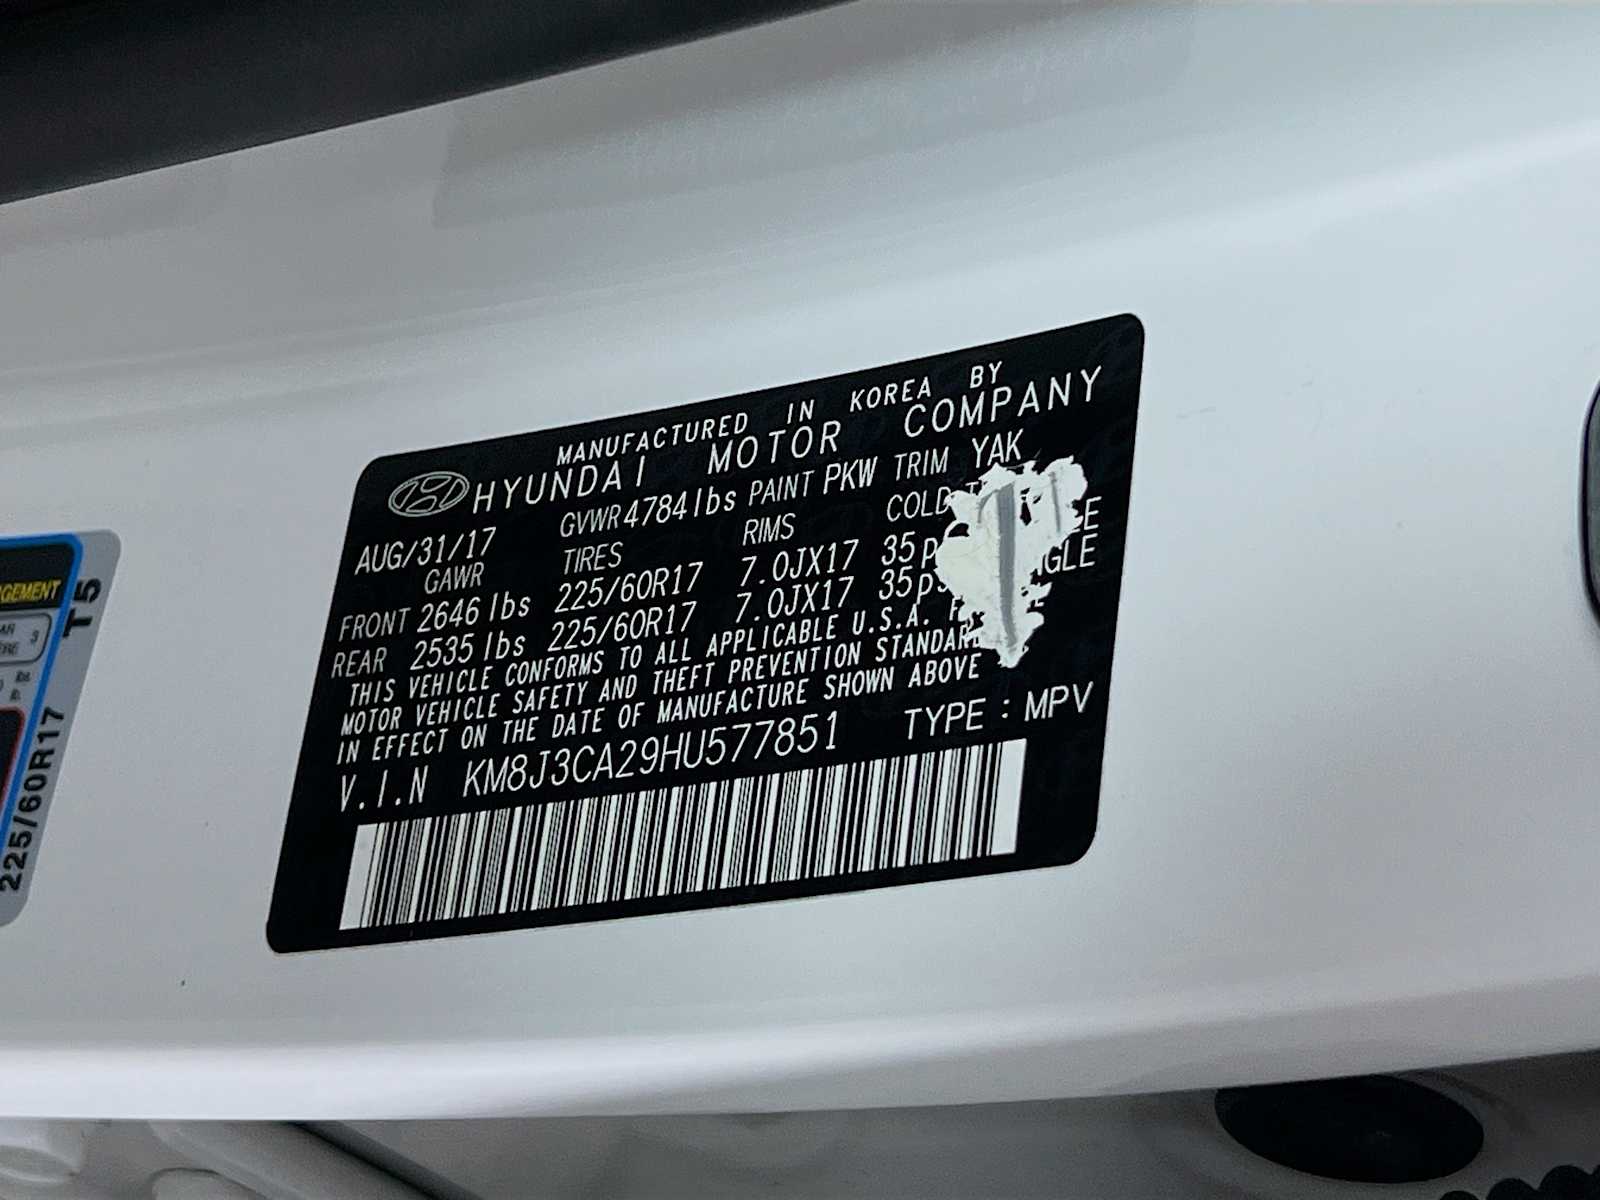 MANUFACTURED IN KOREA BY
HYUNDAI MOTOR COMPANY
AUG/31/17 GVWR 4784lbs PAINT PKW TRIM YAK
GAWR TIRES RIMS COLD
FRONT 2646 lbs 225/60R17 7.0JX17 35
REAR 2535 lbs 225/60R17 7.0JX17 35
THIS VEHICLE CONFORMS TO ALL APPLICABLE U.S.A.
MOTOR VEHICLE SAFETY AND THEFT PREVENTION
IN EFFECT ON THE DATE OF MANUFACTURE SHOWN ABOVE
V.I.N KM8J3CA29HU577851 TYPE : MPV
T5
225/60R17